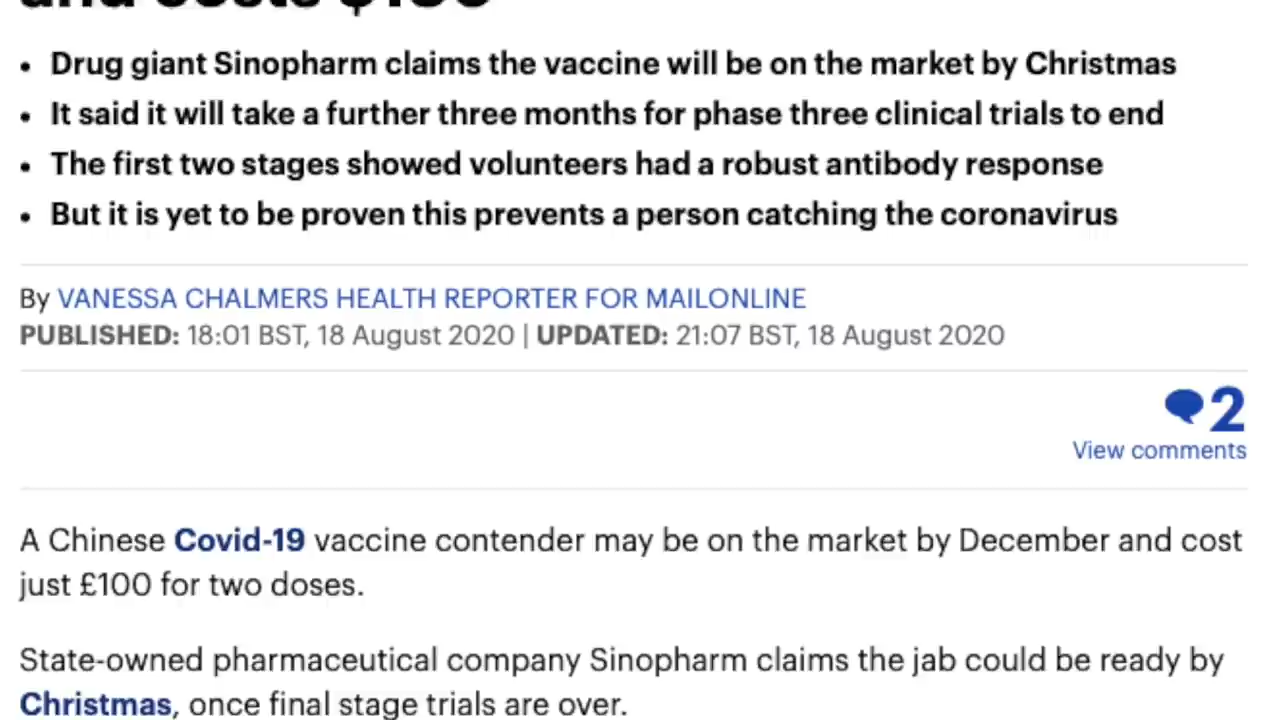 • Drug giant Sinopharm claims the vaccine will be on the market by Christmas
• It said it will take a further three months for phase three clinical trials to end
• The first two stages showed volunteers had a robust antibody response
• But it is yet to be proven this prevents a person catching the coronavirus
By VANESSA CHALMERS HEALTH REPORTER FOR MAILONLINE
PUBLISHED: 18:01 BST, 18 August 2020 | UPDATED: 21:07 BST, 18 August 2020
2
View comments
A Chinese Covid-19 vaccine contender may be on the market by December and cost
just £100 for two doses.
State-owned pharmaceutical company Sinopharm claims the jab could be ready by
Christmas, once final stage trials are over.